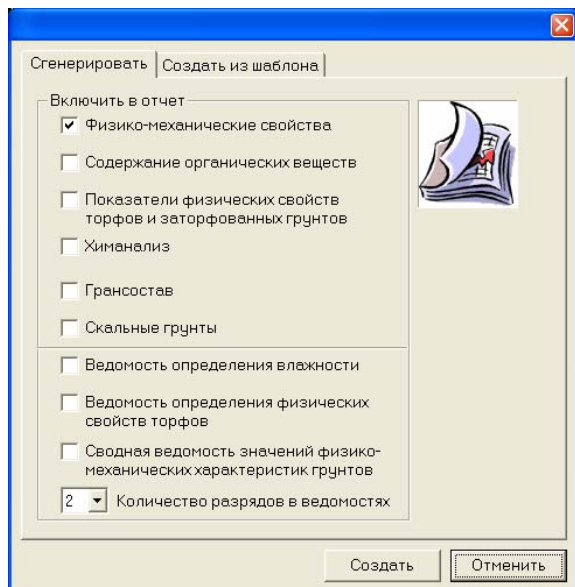 Сгенерировать
Создать из шаблона
Включить в отчет
Физико-механические свойства
Содержание органических веществ
Показатели физических свойств
торфов и заторфованных грунтов
Химанализ
Грансостав
Скальные грунты
Ведомость определения влажности
Ведомость определения физических
свойств торфов
Сводная ведомость значений физико-
механических характеристик грунтов
2 Количество разрядов в ведомостях
Создать
Отменить